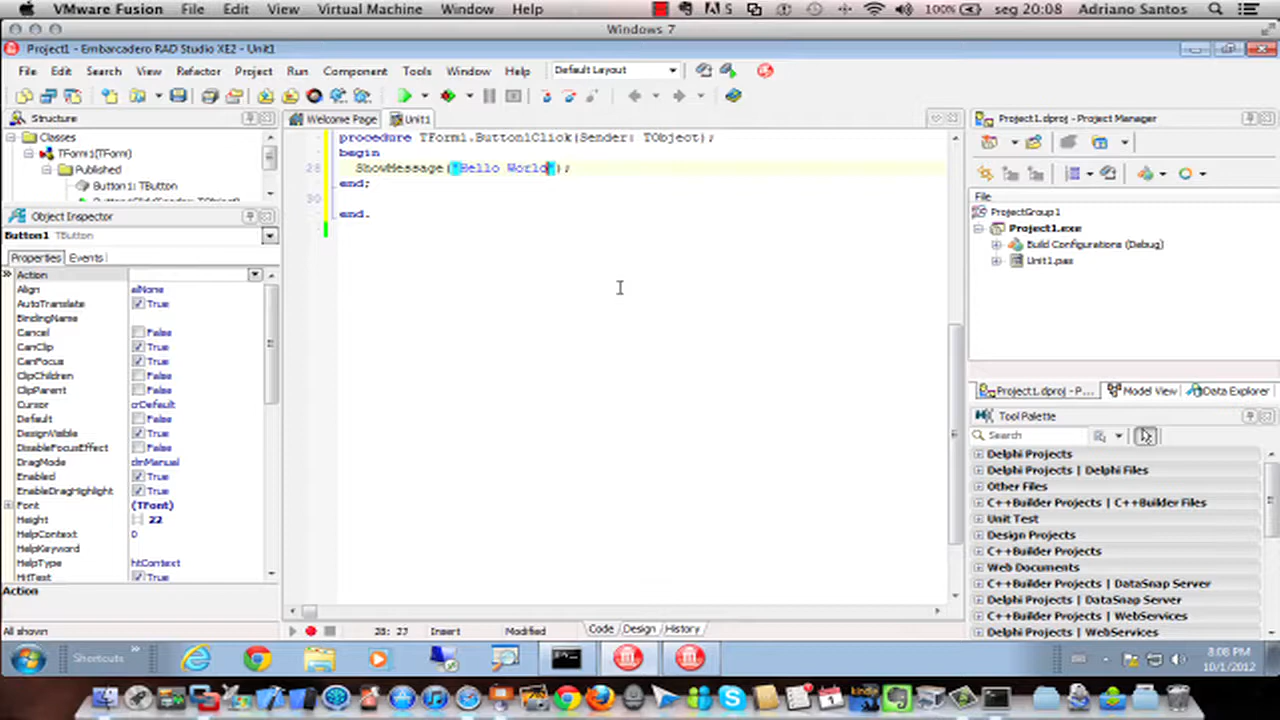 VMware Fusion File Edit View Virtual Machine Window Help 100% seg 20:08 Adriano Santos
Windows 7
Project1 - Embarcadero RAD Studio XE2 - Unit1
File Edit Search View Refactor Project Run Component Tools Window Help Default Layout
Structure
Classes
TForm1(TForm)
Published
Button1: TButton
Object Inspector
Button1 TButton
Properties Events
Action
Align alNone
AutoTranslate True
BindingName
Cancel False
CanClip True
CanFocus True
ClipChildren False
ClipParent False
Cursor crDefault
Default False
DesignVisible True
DisableFocusEffect False
DragMode dmManual
Enabled True
EnableDragHighlight True
Font (TFont)
Height 22
HelpContext 0
HelpKeyword
HelpType htContext
HitTest True
Action
All shown
Welcome Page Unit1
procedure TForm1.Button1Click(Sender: TObject);
begin
28 ShowMessage('Hello World');
end;
30
end.
28: 27 Insert Modified Code Design History
Project1.dproj - Project Manager
File
ProjectGroup1
Project1.exe
Build Configurations (Debug)
Unit1.pas
Project1.dproj - P... Model View Data Explorer
Tool Palette
Search
Delphi Projects
Delphi Projects | Delphi Files
Other Files
C++Builder Projects | C++Builder Files
Unit Test
Design Projects
C++Builder Projects
Web Documents
C++Builder Projects | DataSnap Server
Delphi Projects | DataSnap Server
C++Builder Projects | WebServices
Delphi Projects | WebServices
Shortcuts
8:08 PM
10/1/2012